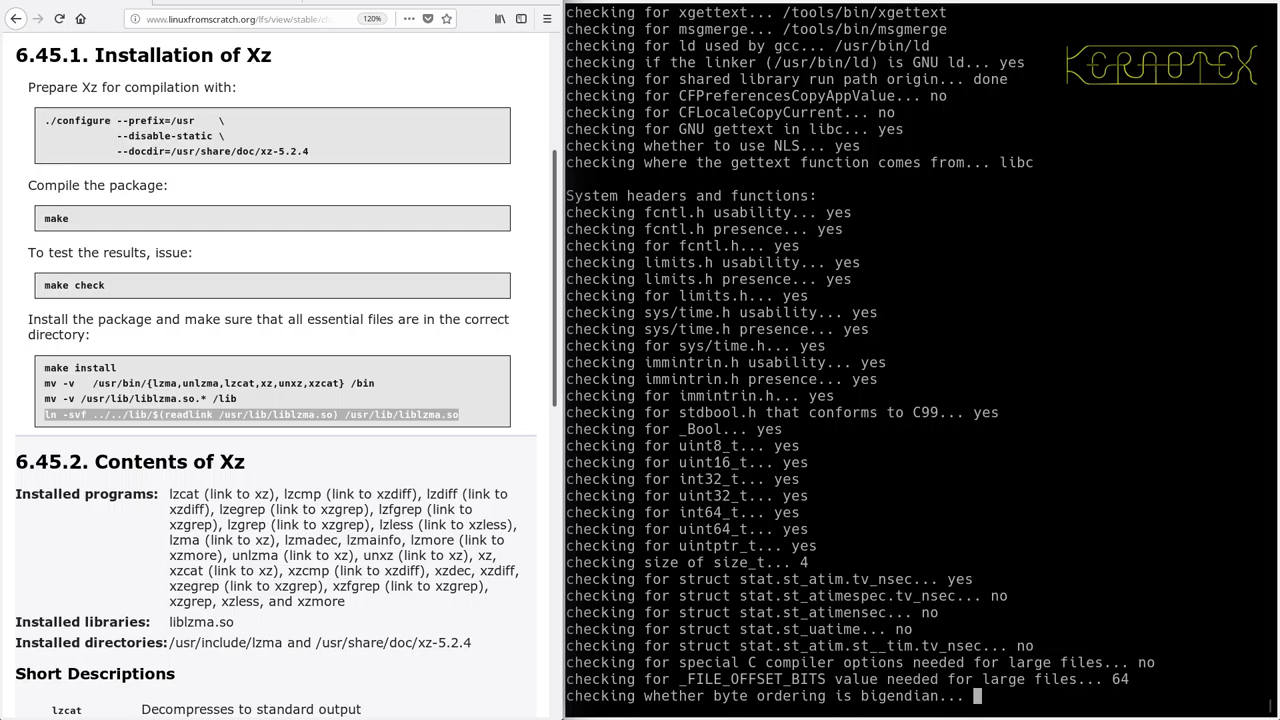 www.linuxfromscratch.org/lfs/view/stable/ch
120%
6.45.1. Installation of Xz
Prepare Xz for compilation with:
./configure --prefix=/usr    \
--disable-static \
--docdir=/usr/share/doc/xz-5.2.4
Compile the package:
make
To test the results, issue:
make check
Install the package and make sure that all essential files are in the correct
directory:
make install
mv -v   /usr/bin/{lzma,unlzma,lzcat,xz,unxz,xzcat} /bin
mv -v /usr/lib/liblzma.so.* /lib
ln -svf ../../lib/$(readlink /usr/lib/liblzma.so) /usr/lib/liblzma.so
6.45.2. Contents of Xz
Installed programs: lzcat (link to xz), lzcmp (link to xzdiff), lzdiff (link to
xzdiff), lzegrep (link to xzgrep), lzfgrep (link to
xzgrep), lzgrep (link to xzgrep), lzless (link to xzless),
lzma (link to xz), lzmadec, lzmainfo, lzmore (link to
xzmore), unlzma (link to xz), unxz (link to xz), xz,
xzcat (link to xz), xzcmp (link to xzdiff), xzdec, xzdiff,
xzegrep (link to xzgrep), xzfgrep (link to xzgrep),
xzgrep, xzless, and xzmore
Installed libraries: liblzma.so
Installed directories: /usr/include/lzma and /usr/share/doc/xz-5.2.4
Short Descriptions
lzcat Decompresses to standard output
checking for xgettext... /tools/bin/xgettext
checking for msgmerge... /tools/bin/msgmerge
checking for ld used by gcc... /usr/bin/ld
checking if the linker (/usr/bin/ld) is GNU ld... yes
checking for shared library run path origin... done
checking for CFPreferencesCopyAppValue... no
checking for CFLocaleCopyCurrent... no
checking for GNU gettext in libc... yes
checking whether to use NLS... yes
checking where the gettext function comes from... libc
System headers and functions:
checking fcntl.h usability... yes
checking fcntl.h presence... yes
checking for fcntl.h... yes
checking limits.h usability... yes
checking limits.h presence... yes
checking for limits.h... yes
checking sys/time.h usability... yes
checking sys/time.h presence... yes
checking for sys/time.h... yes
checking immintrin.h usability... yes
checking immintrin.h presence... yes
checking for immintrin.h... yes
checking for stdbool.h that conforms to C99... yes
checking for _Bool... yes
checking for uint8_t... yes
checking for uint16_t... yes
checking for int32_t... yes
checking for uint32_t... yes
checking for int64_t... yes
checking for uint64_t... yes
checking for uintptr_t... yes
checking size of size_t... 4
checking for struct stat.st_atim.tv_nsec... yes
checking for struct stat.st_atimespec.tv_nsec... no
checking for struct stat.st_atimensec... no
checking for struct stat.st_uatime... no
checking for struct stat.st_atim.st__tim.tv_nsec... no
checking for special C compiler options needed for large files... no
checking for _FILE_OFFSET_BITS value needed for large files... 64
checking whether byte ordering is bigendian...
KERAOTEX